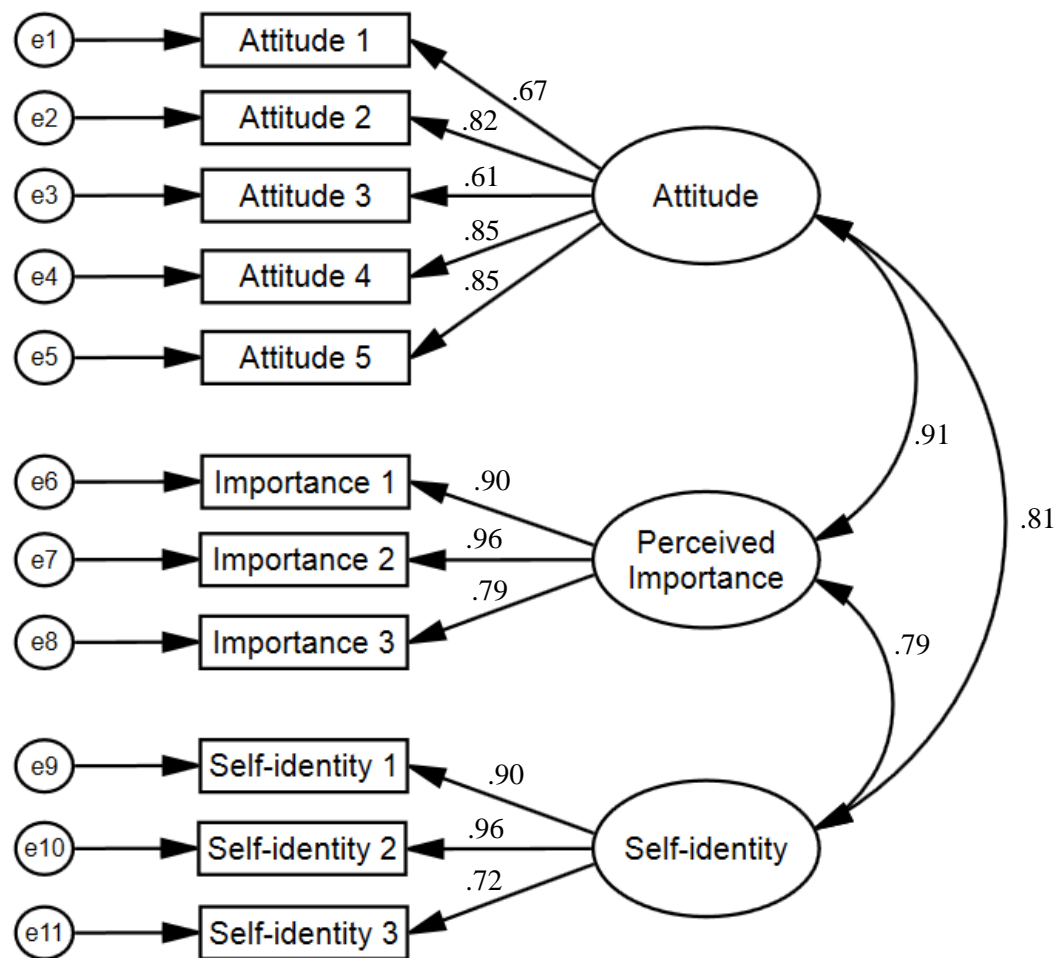 e1
Attitude 1
.67
e2
Attitude 2
.82
e3
Attitude 3
.61
Attitude
e4
Attitude 4
.85
e5
Attitude 5
.85
.91
e6
Importance 1
.90
e7
Importance 2
.96
Perceived
Importance
.81
e8
Importance 3
.79
.79
e9
Self-identity 1
.90
e10
Self-identity 2
.96
Self-identity
e11
Self-identity 3
.72